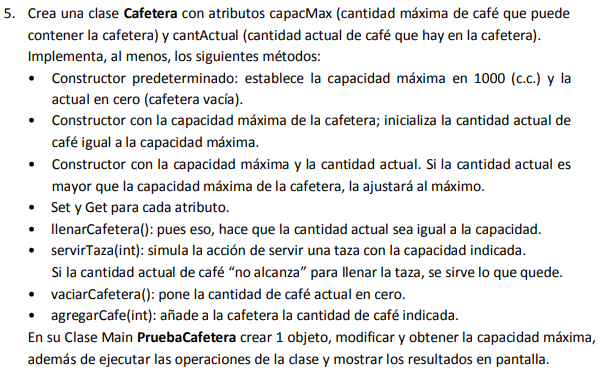 5. Crea una clase Cafetera con atributos capacMax (cantidad máxima de café que puede
contener la cafetera) y cantActual (cantidad actual de café que hay en la cafetera).
Implementa, al menos, los siguientes métodos:
• Constructor predeterminado: establece la capacidad máxima en 1000 (c.c.) y la
actual en cero (cafetera vacía).
• Constructor con la capacidad máxima de la cafetera; inicializa la cantidad actual de
café igual a la capacidad máxima.
• Constructor con la capacidad máxima y la cantidad actual. Si la cantidad actual es
mayor que la capacidad máxima de la cafetera, la ajustará al máximo.
• Set y Get para cada atributo.
• llenarCafetera(): pues eso, hace que la cantidad actual sea igual a la capacidad.
• servirTaza(int): simula la acción de servir una taza con la capacidad indicada.
Si la cantidad actual de café “no alcanza” para llenar la taza, se sirve lo que quede.
• vaciarCafetera(): pone la cantidad de café actual en cero.
• agregarCafe(int): añade a la cafetera la cantidad de café indicada.
En su Clase Main PruebaCafetera crear 1 objeto, modificar y obtener la capacidad máxima,
además de ejecutar las operaciones de la clase y mostrar los resultados en pantalla.